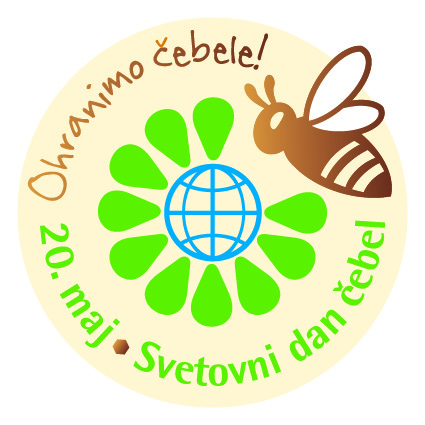 Ohranimo čebele!
20. maj • Svetovni dan čebel